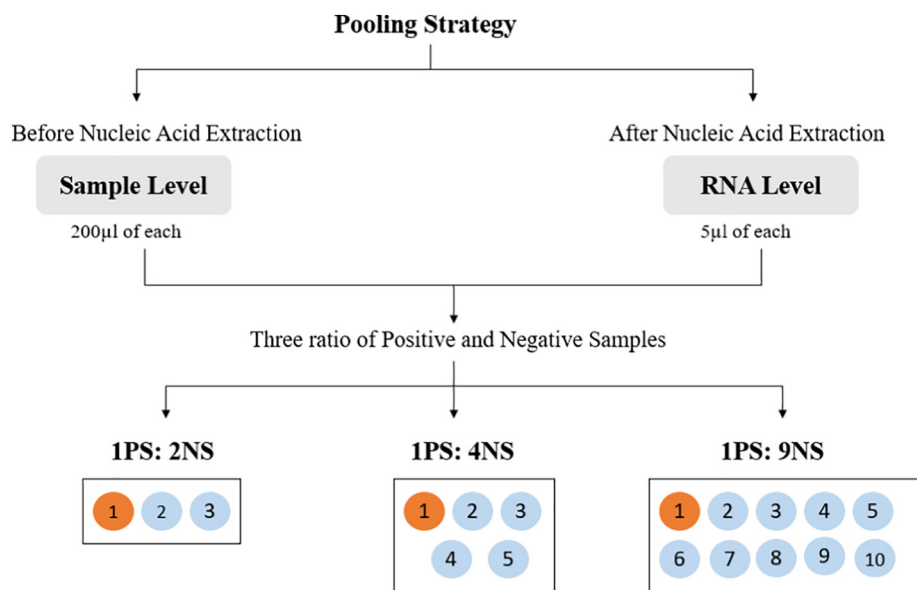 Pooling Strategy
Before Nucleic Acid Extraction
After Nucleic Acid Extraction
Sample Level
RNA Level
200µl of each
5µl of each
Three ratio of Positive and Negative Samples
1PS: 2NS
1PS: 4NS
1PS: 9NS
1 2 3
1 2 3
4 5
1 2 3 4 5
6 7 8 9 10